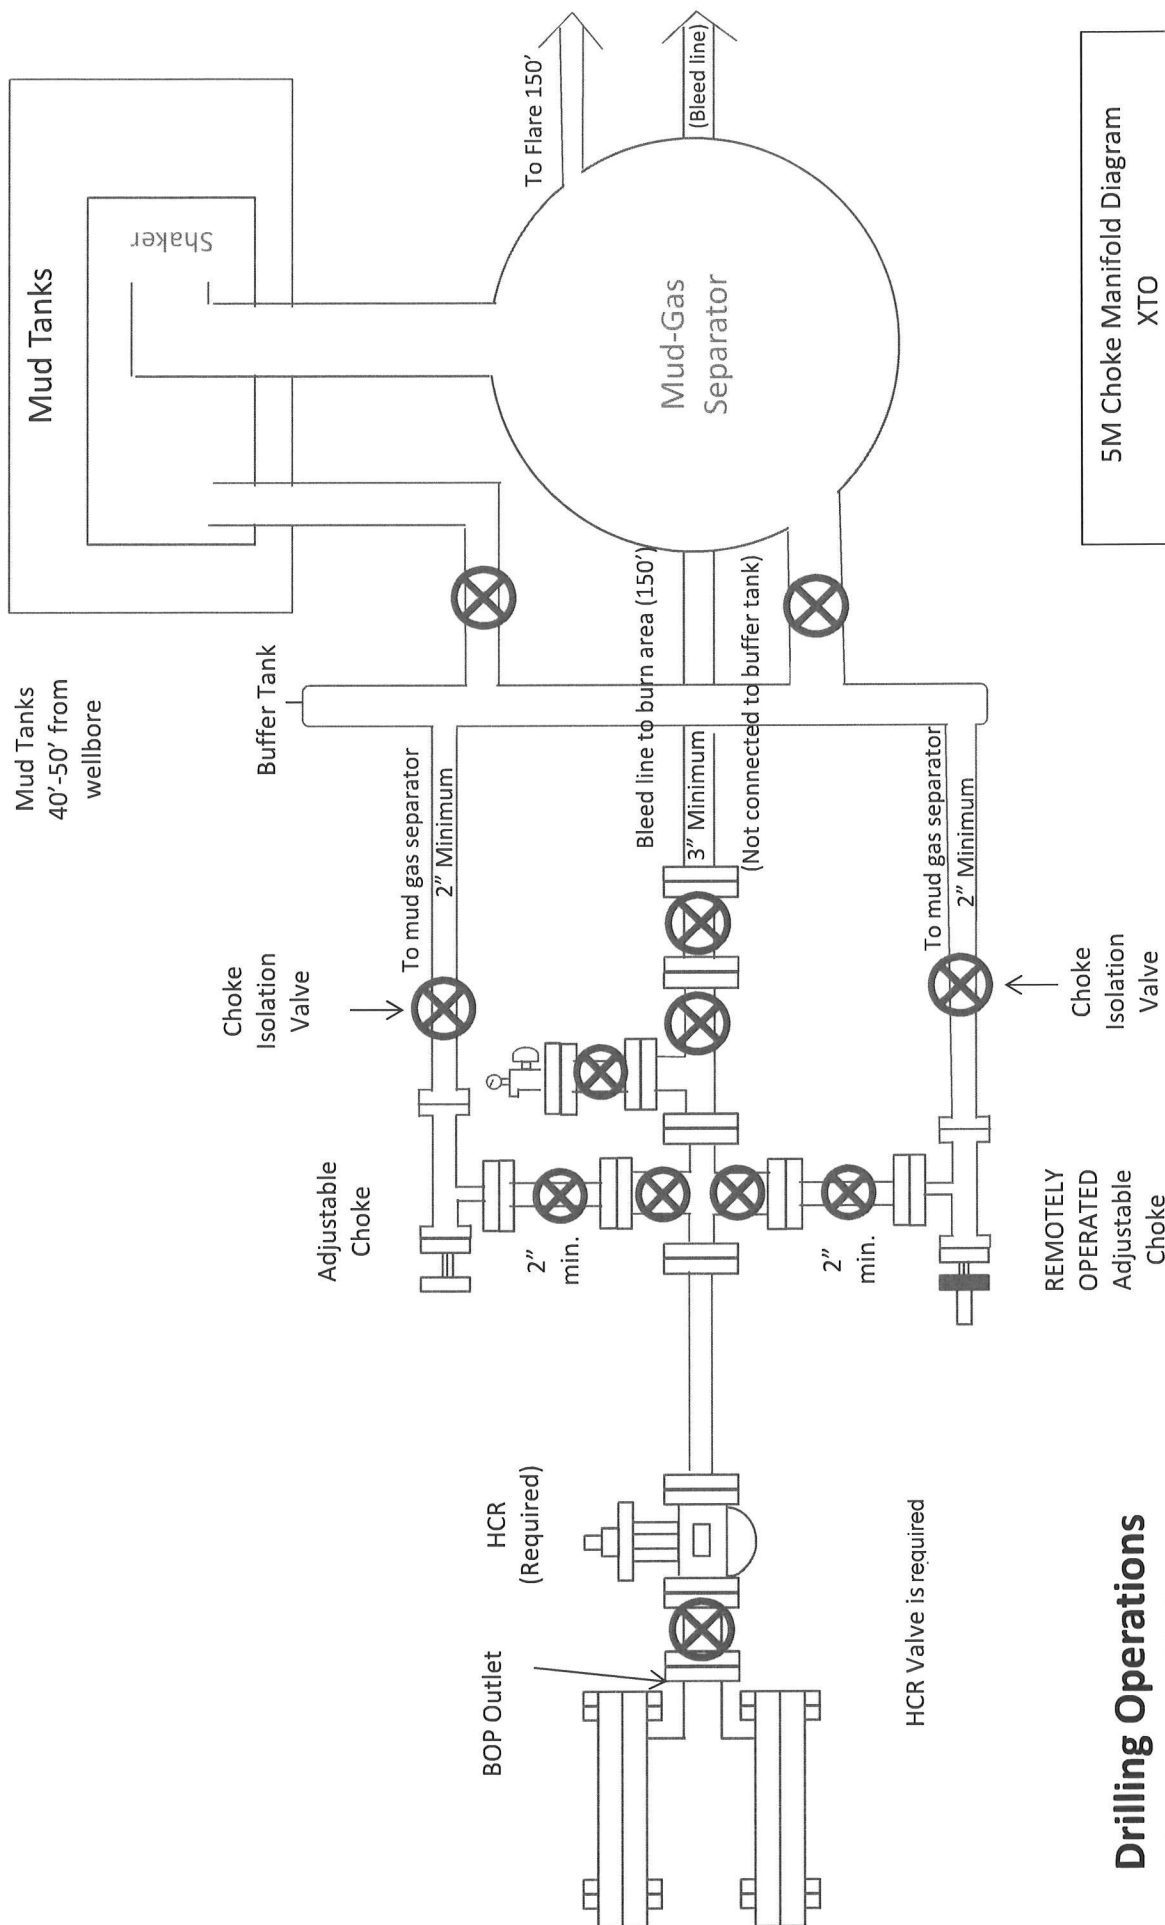 Mud Tanks
40'-50' from
wellbore
Mud Tanks
Shaker
Buffer Tank
To Flare 150'
(Bleed line)
Mud-Gas
Separator
Choke
Isolation
Valve
To mud gas separator
2" Minimum
Bleed line to burn area (150')
3" Minimum
(Not connected to buffer tank)
To mud gas separator
2" Minimum
Choke
Isolation
Valve
Adjustable
Choke
2"
min.
2"
min.
REMOTELY
OPERATED
Adjustable
Choke
HCR
(Required)
BOP Outlet
HCR Valve is required
Drilling Operations
5M Choke Manifold Diagram
XTO